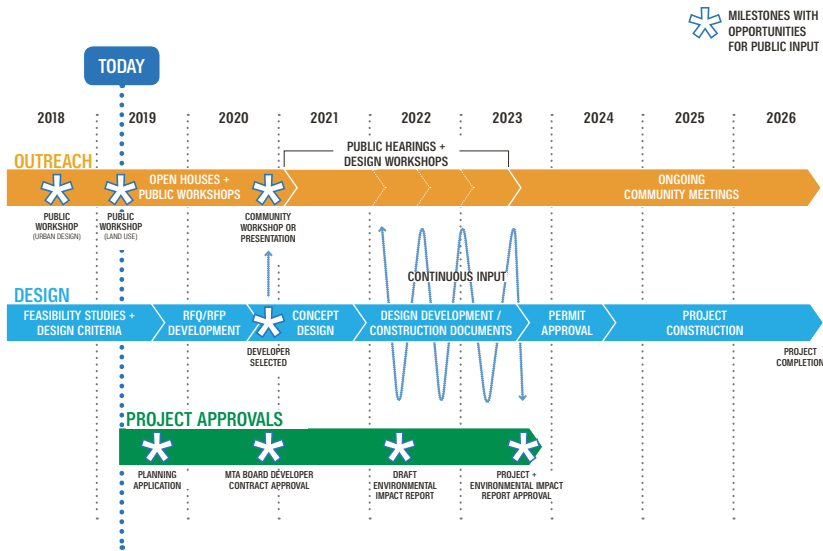 MILESTONES WITH
OPPORTUNITIES
FOR PUBLIC INPUT
TODAY
2018
2019
2020
2021
2022
2023
2024
2025
2026
PUBLIC HEARINGS +
DESIGN WORKSHOPS
OUTREACH
OPEN HOUSES +
PUBLIC WORKSHOPS
ONGOING
COMMUNITY MEETINGS
PUBLIC
WORKSHOP
(URBAN DESIGN)
PUBLIC
WORKSHOP
(LAND USE)
COMMUNITY
WORKSHOP OR
PRESENTATION
CONTINUOUS INPUT
DESIGN
FEASIBILITY STUDIES +
DESIGN CRITERIA
RFQ/RFP
DEVELOPMENT
CONCEPT
DESIGN
DESIGN DEVELOPMENT /
CONSTRUCTION DOCUMENTS
PERMIT
APPROVAL
PROJECT
CONSTRUCTION
DEVELOPER
SELECTED
PROJECT
COMPLETION
PROJECT APPROVALS
PLANNING
APPLICATION
MTA BOARD DEVELOPER
CONTRACT APPROVAL
DRAFT
ENVIRONMENTAL
IMPACT REPORT
PROJECT +
ENVIRONMENTAL IMPACT
REPORT APPROVAL